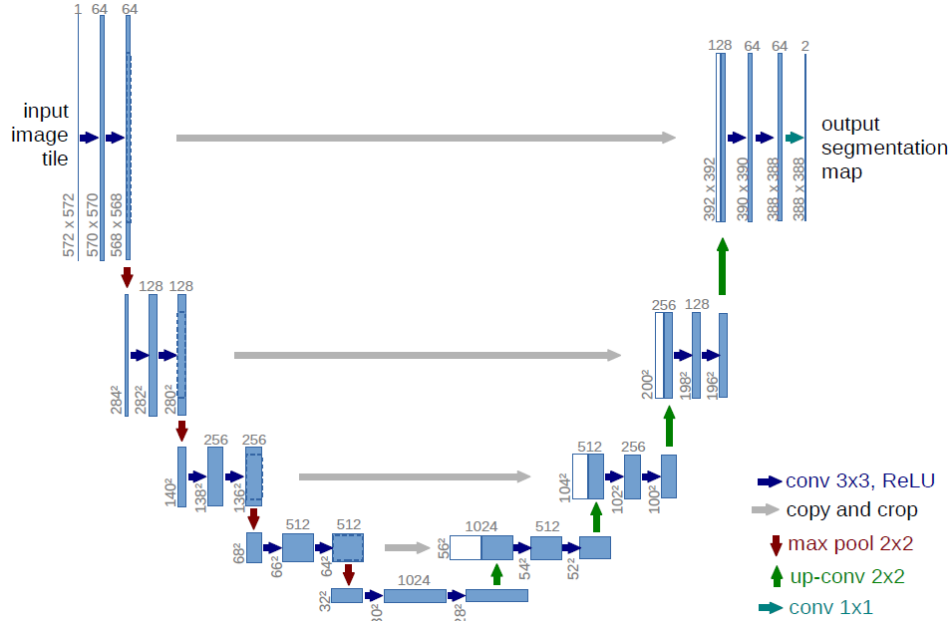 1 64 64
128 64 64 2
input
image
tile
output
segmentation
map
572 x 572
570 x 570
568 x 568
392 x 392
390 x 390
388 x 388
388 x 388
128 128
256 128
284²
282²
280²
200²
198²
196²
256 256
512 256
140²
138²
136²
104²
102²
100²
512 512
1024 512
68²
66²
64²
56²
54²
52²
1024
32²
conv 3x3, ReLU
copy and crop
max pool 2x2
up-conv 2x2
conv 1x1